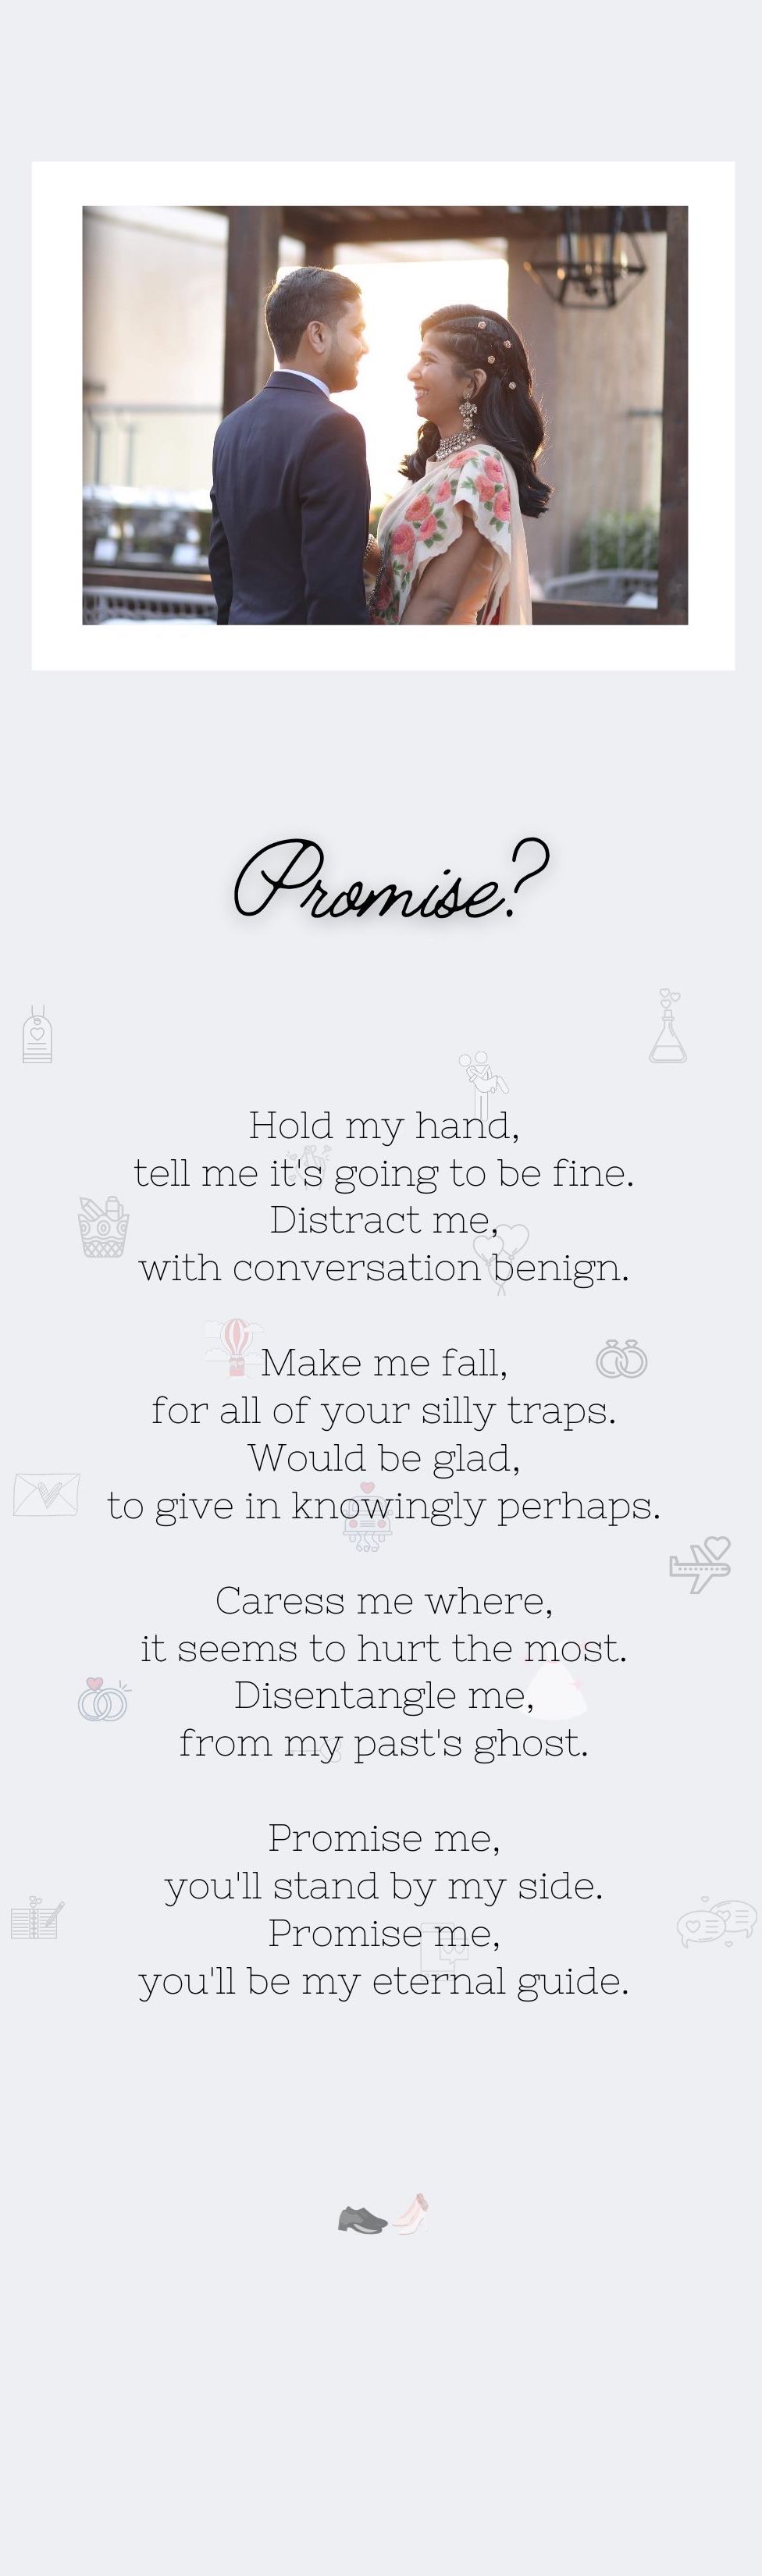 Promise?
Hold my hand,
tell me it's going to be fine.
Distract me,
with conversation benign.
Make me fall,
for all of your silly traps.
Would be glad,
to give in knowingly perhaps.
Caress me where,
it seems to hurt the most.
Disentangle me,
from my past's ghost.
Promise me,
you'll stand by my side.
Promise me,
you'll be my eternal guide.